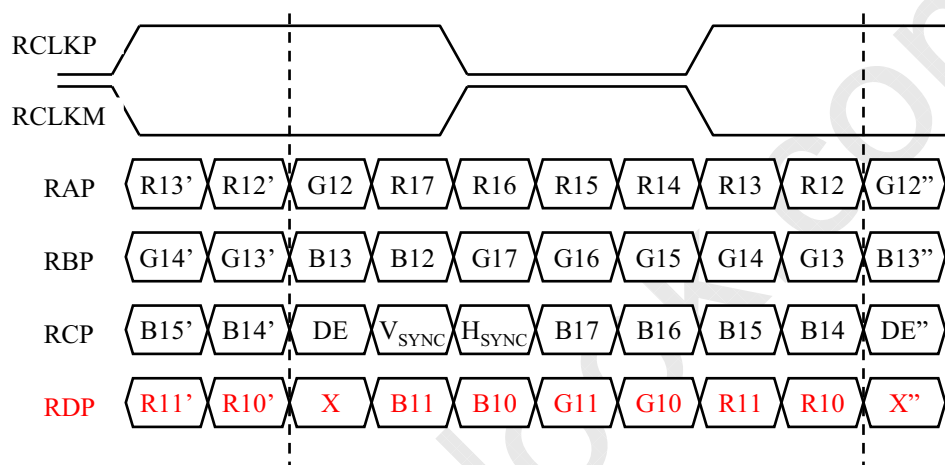 RCLKP
RCLKM
RAP R13’ R12’ G12 R17 R16 R15 R14 R13 R12 G12”
RBP G14’ G13’ B13 B12 G17 G16 G15 G14 G13 B13”
RCP B15’ B14’ DE VSYNC HSYNC B17 B16 B15 B14 DE”
RDP R11’ R10’ X B11 B10 G11 G10 R11 R10 X”